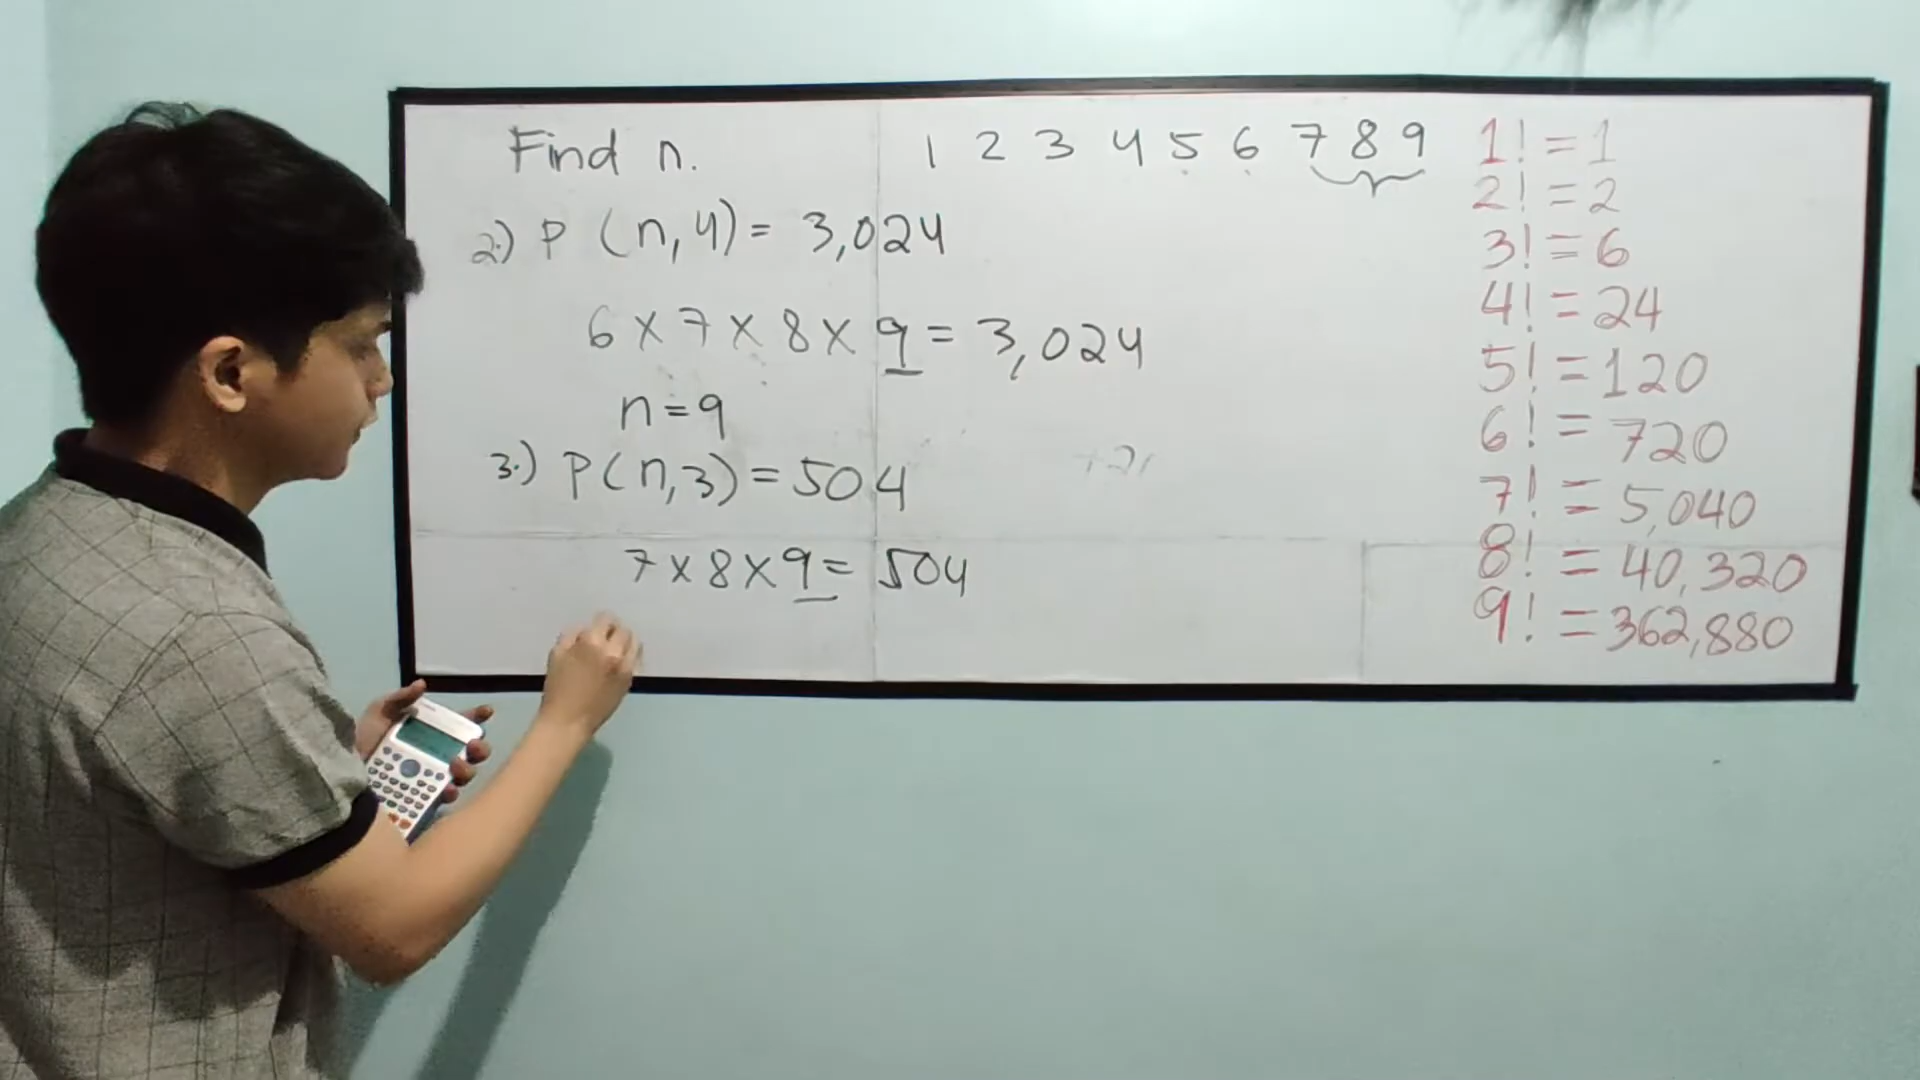 Find n.
1 2 3 4 5 6 7 8 9
2.) P (n, 4) = 3,024
6 x 7 x 8 x 9 = 3,024
n = 9
3.) P(n,3) = 504
7 x 8 x 9 = 504
1! = 1
2! = 2
3! = 6
4! = 24
5! = 120
6! = 720
7! = 5,040
8! = 40,320
9! = 362,880